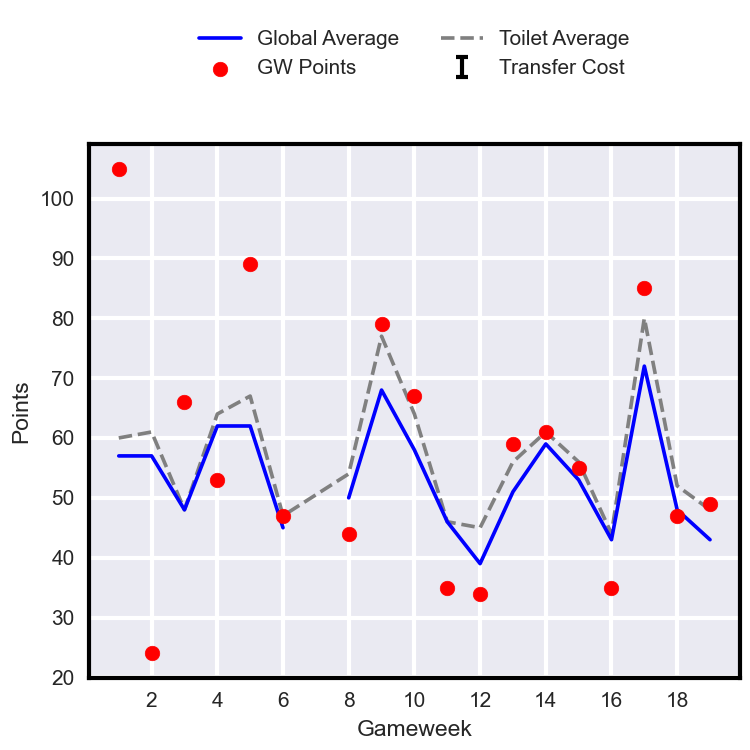 Global Average
Toilet Average
GW Points
Transfer Cost
100
90
80
70
60
50
40
30
20
Points
2 4 6 8 10 12 14 16 18
Gameweek